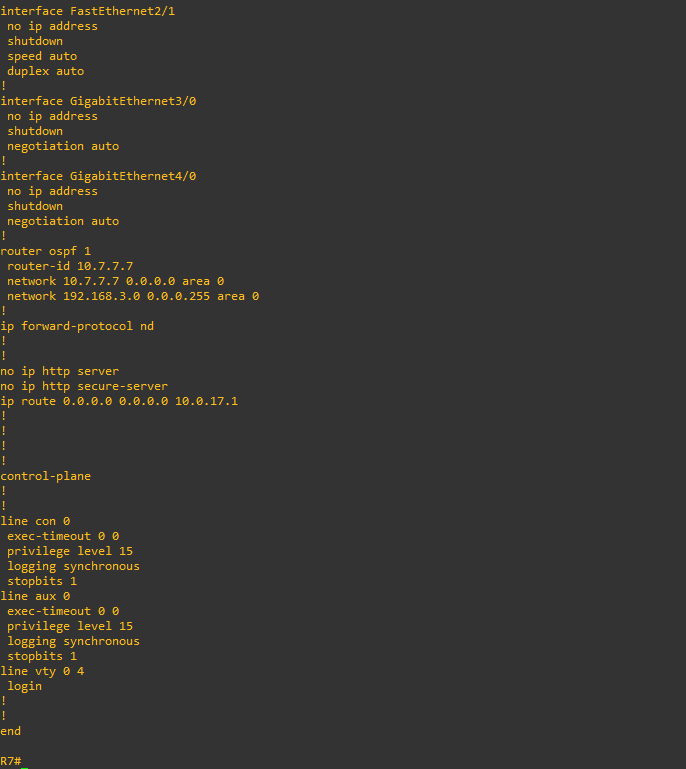 interface FastEthernet2/1
 no ip address
 shutdown
 speed auto
 duplex auto
!
interface GigabitEthernet3/0
 no ip address
 shutdown
 negotiation auto
!
interface GigabitEthernet4/0
 no ip address
 shutdown
 negotiation auto
!
router ospf 1
 router-id 10.7.7.7
 network 10.7.7.7 0.0.0.0 area 0
 network 192.168.3.0 0.0.0.255 area 0
!
ip forward-protocol nd
!
!
no ip http server
no ip http secure-server
ip route 0.0.0.0 0.0.0.0 10.0.17.1
!
!
!
!
control-plane
!
!
line con 0
 exec-timeout 0 0
 privilege level 15
 logging synchronous
 stopbits 1
line aux 0
 exec-timeout 0 0
 privilege level 15
 logging synchronous
 stopbits 1
line vty 0 4
 login
!
!
end

R7#